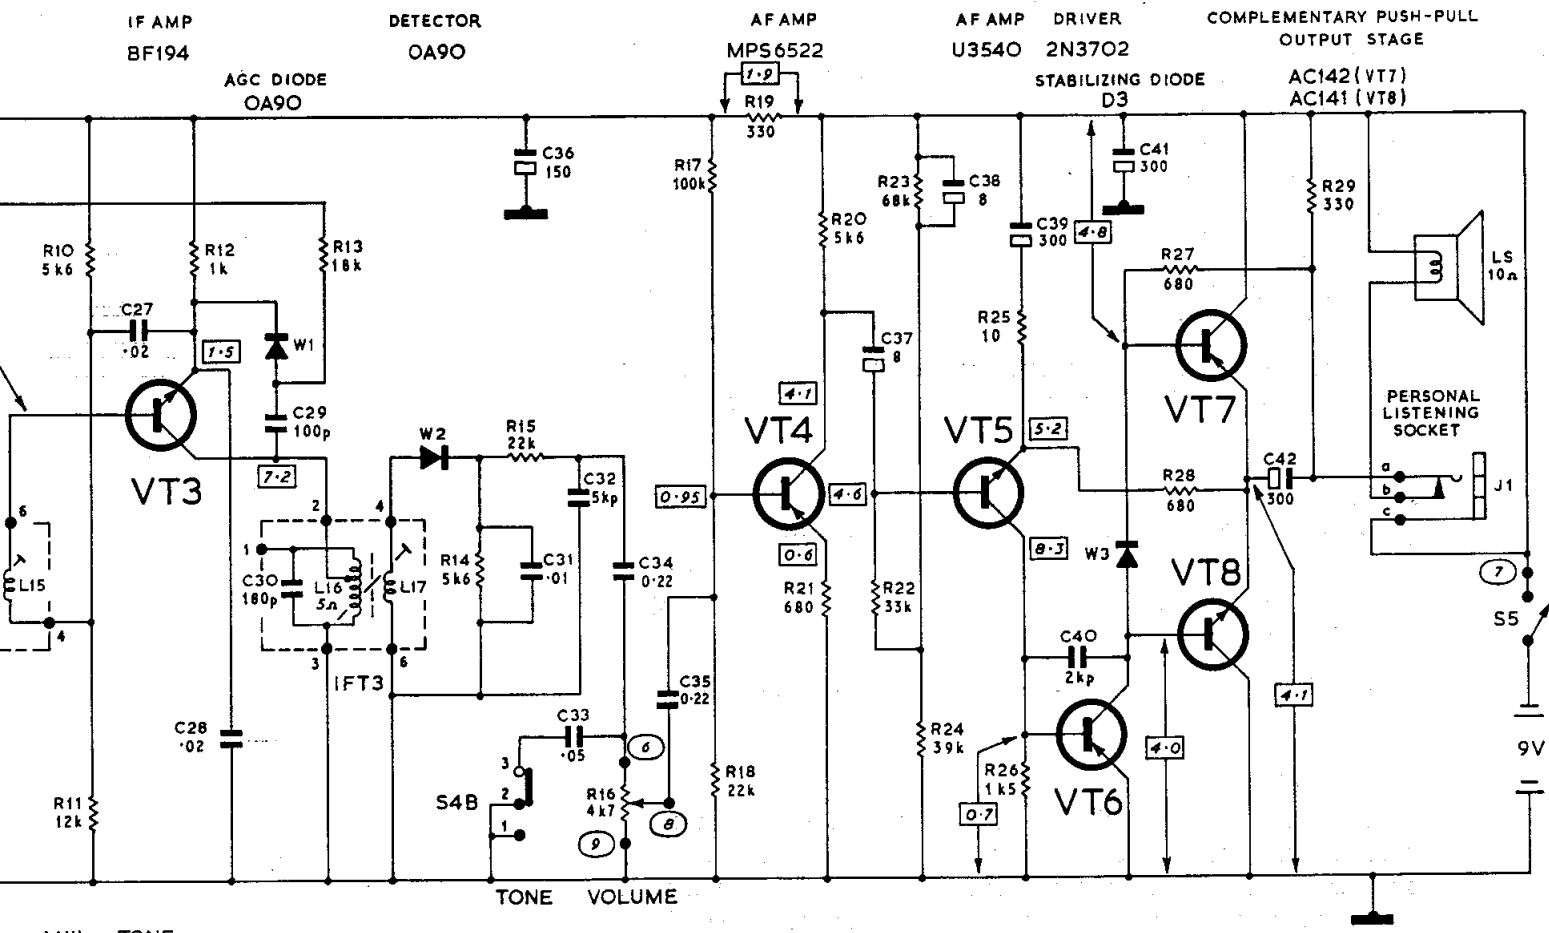 IF AMP
BF194
DETECTOR
OA90
AF AMP
MPS6522
AF AMP
U3540
DRIVER
2N3702
COMPLEMENTARY PUSH-PULL
OUTPUT STAGE
AC142 (VT7)
AC141 (VT8)
AGC DIODE
OA90
STABILIZING DIODE
D3
1·9
R19
330
C36
150
R17
100k
R23
68k
C38
8
C41
300
R29
330
R10
5k6
R12
1k
R13
18k
R20
5k6
C39
300
4·8
R27
680
LS
10Ω
C27
·02
1·5
W1
C37
8
R25
10
C29
100p
W2
R15
22k
4·1
VT3
7·2
VT4
VT5
5·2
VT7
PERSONAL
LISTENING
SOCKET
C32
5kp
0·95
4·6
R28
680
C42
300
a
b
c
J1
6
2
4
1
L15
4
C30
180p
L16
5Ω
L17
R14
5k6
C31
·01
C34
0·22
0·6
R21
680
R22
33k
8·3
W3
VT8
7
S5
3
6
IFT3
C40
2kp
C35
0·22
4·1
C28
·02
C33
·05
6
R24
39k
4·0
9V
R11
12k
3
2
1
S4B
R16
4k7
8
9
R18
22k
R26
1k5
VT6
0·7
TONE
VOLUME
TONE